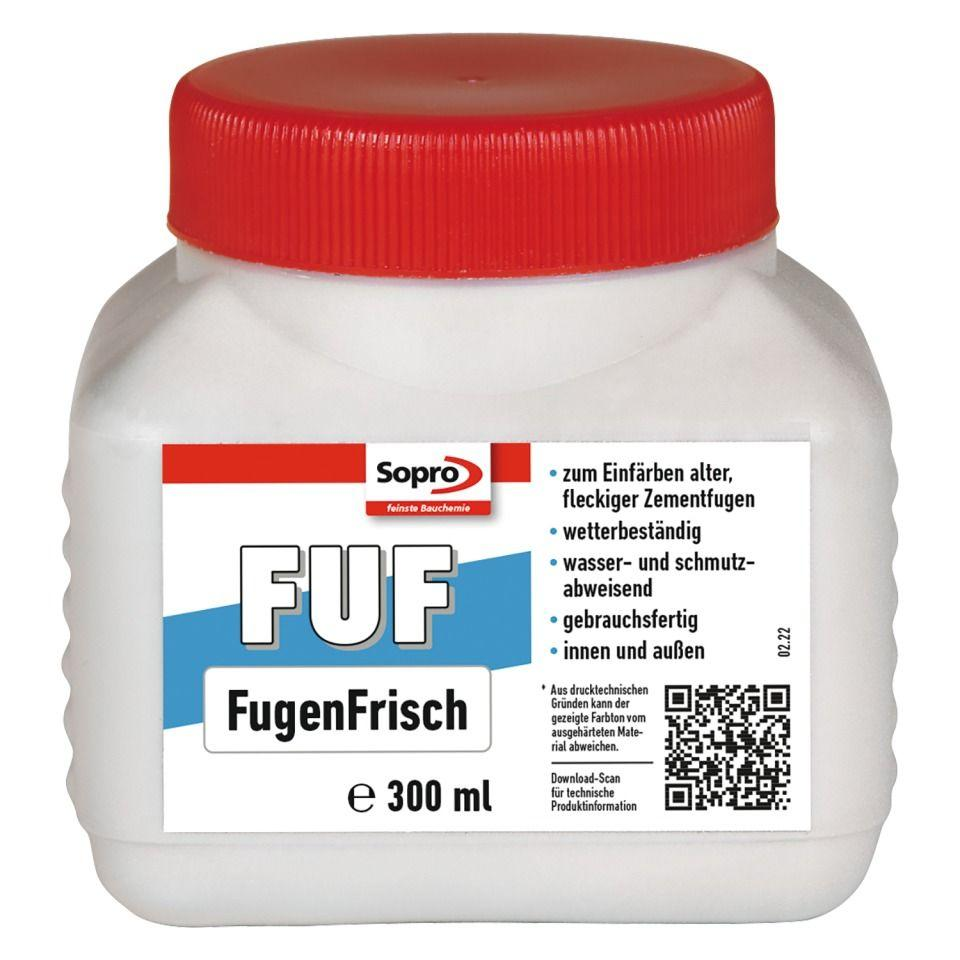 Sopro
feinste Bauchemie
FUF
FugenFrisch
℮ 300 ml
• zum Einfärben alter,
fleckiger Zementfugen
• wetterbeständig
• wasser- und schmutz-
abweisend
• gebrauchsfertig
• innen und außen
02.22
* Aus drucktechnischen
Gründen kann der
gezeigte Farbton vom
ausgehärteten Mate-
rial abweichen.
Download-Scan
für technische
Produktinformation